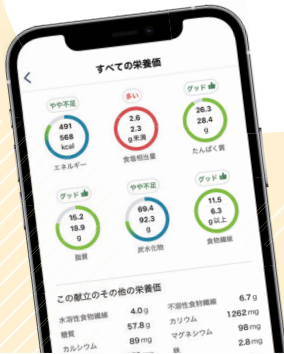 すべての栄養価
やや不足
多い
グッド
491
568
kcal
2.6
2.3
g未満
26.3
28.4
g
エネルギー
食塩相当量
たんぱく質
グッド
やや不足
グッド
15.2
18.9
g
69.4
92.3
g
11.5
6.3
g以上
脂質
炭水化物
食物繊維
この献立のその他の栄養価
水溶性食物繊維 4.0g
不溶性食物繊維 6.7g
糖質 57.8g
カリウム 1262mg
カルシウム 89mg
マグネシウム 98mg
鉄 2.8mg